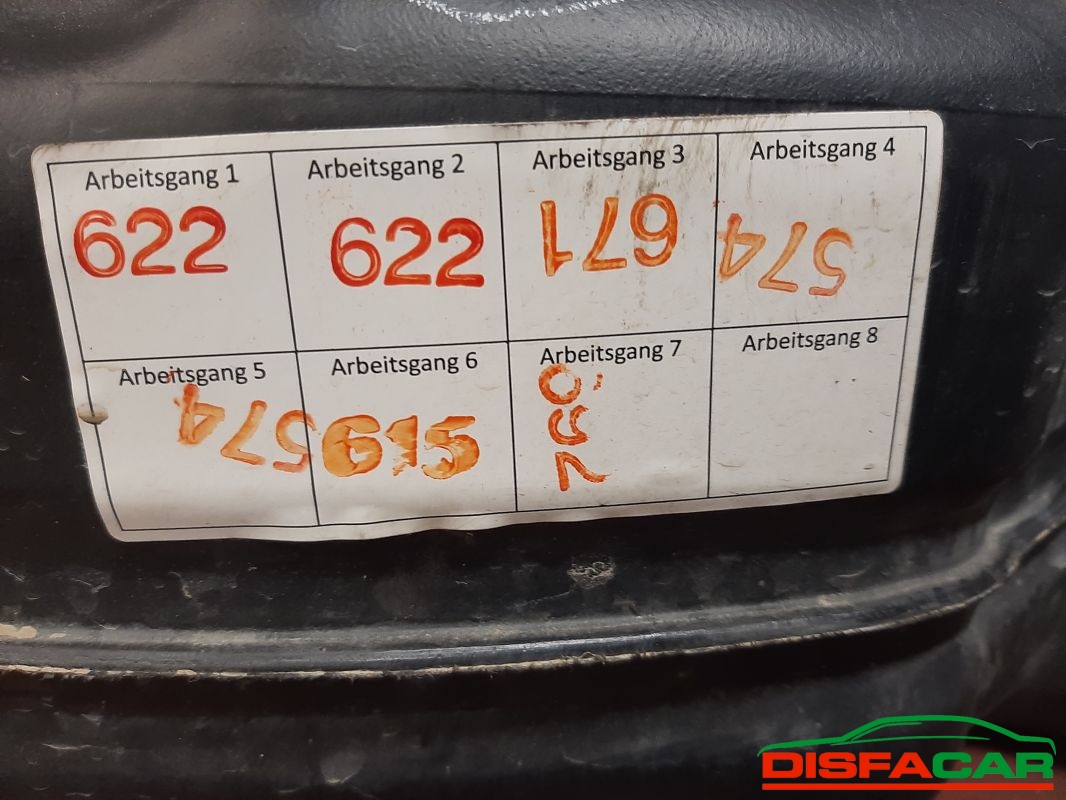 Arbeitsgang 1 Arbeitsgang 2 Arbeitsgang 3 Arbeitsgang 4
622 622 671 574
Arbeitsgang 5 Arbeitsgang 6 Arbeitsgang 7 Arbeitsgang 8
574 615
DISFACAR